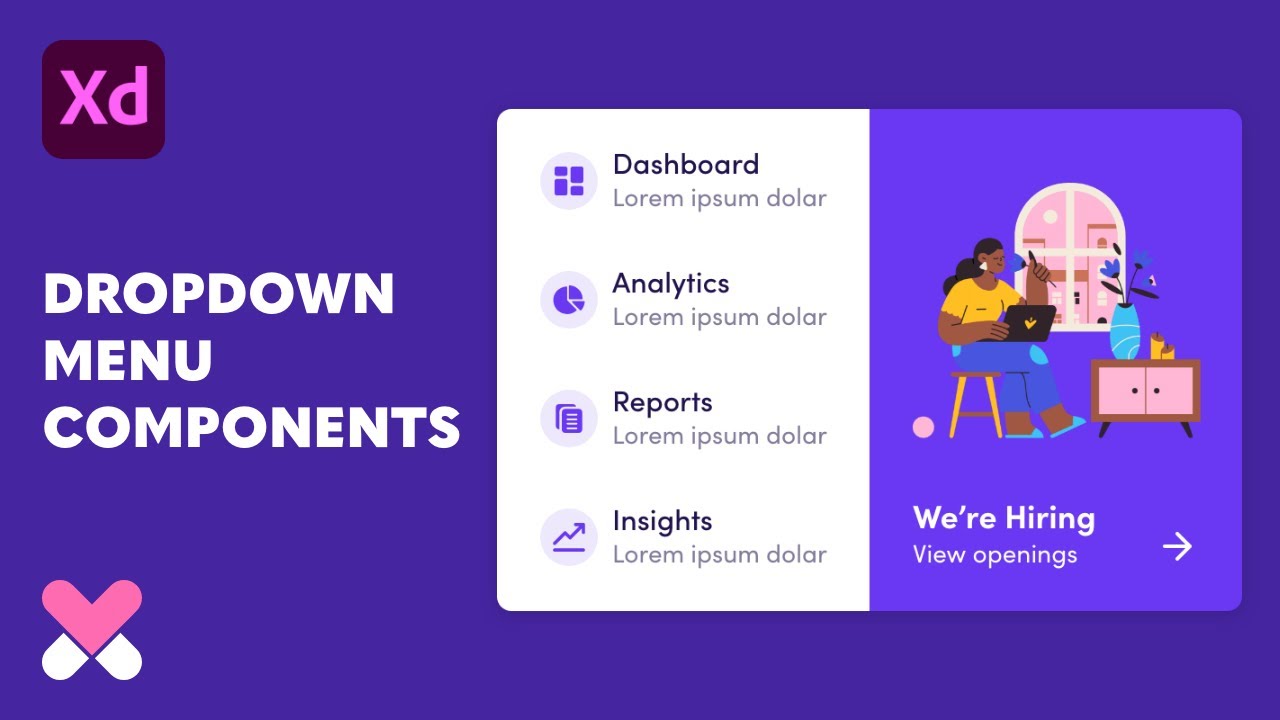 Xd
DROPDOWN
MENU
COMPONENTS
Dashboard
Lorem ipsum dolar
Analytics
Lorem ipsum dolar
Reports
Lorem ipsum dolar
Insights
Lorem ipsum dolar
We're Hiring
View openings